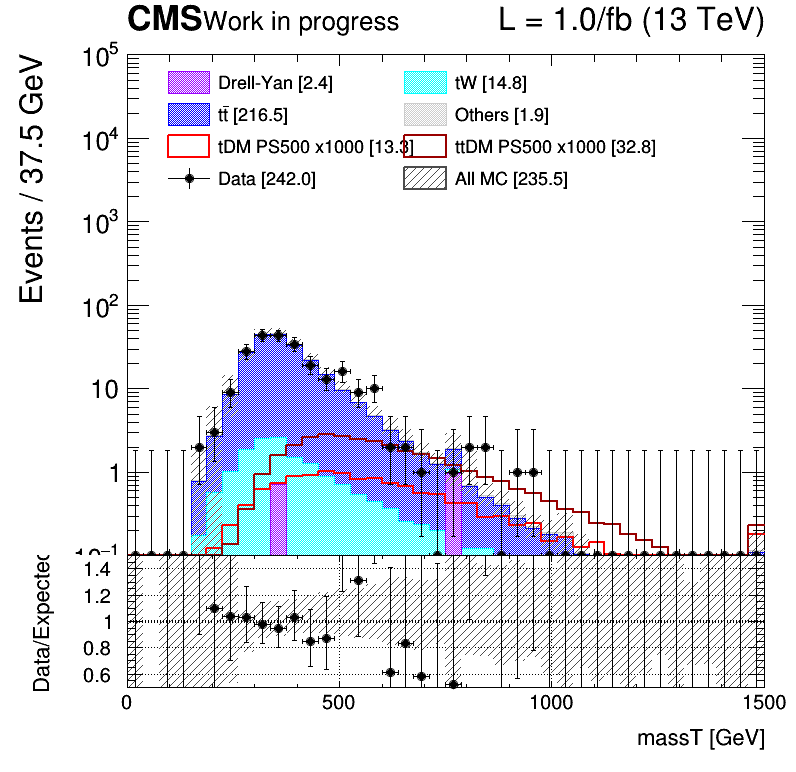 CMS Work in progress L = 1.0/fb (13 TeV)
Events / 37.5 GeV
10⁵
10⁴
10³
10²
10
1
10⁻¹
Drell-Yan [2.4] tW [14.8]
tt̄ [216.5] Others [1.9]
tDM PS500 x1000 [13.3] ttDM PS500 x1000 [32.8]
Data [242.0] All MC [235.5]
Data/Expected
1.4
1.2
1
0.8
0.6
0 500 1000 1500
massT [GeV]